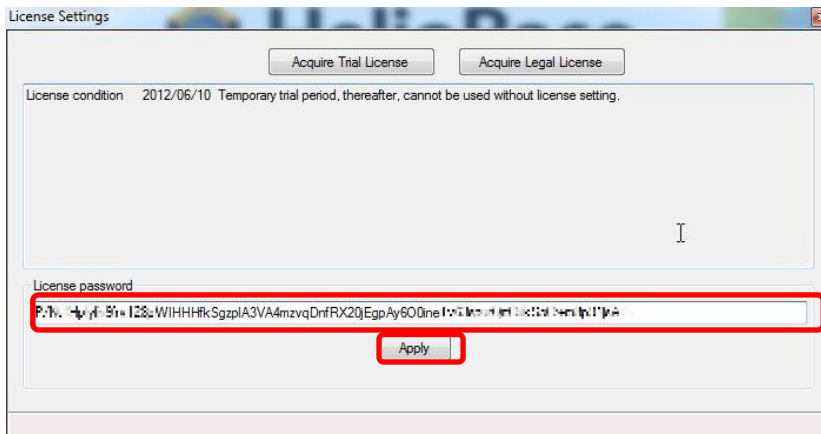 License Settings
Acquire Trial License Acquire Legal License
License condition 2012/06/10 Temporary trial period, thereafter, cannot be used without license setting.
License password
Apply